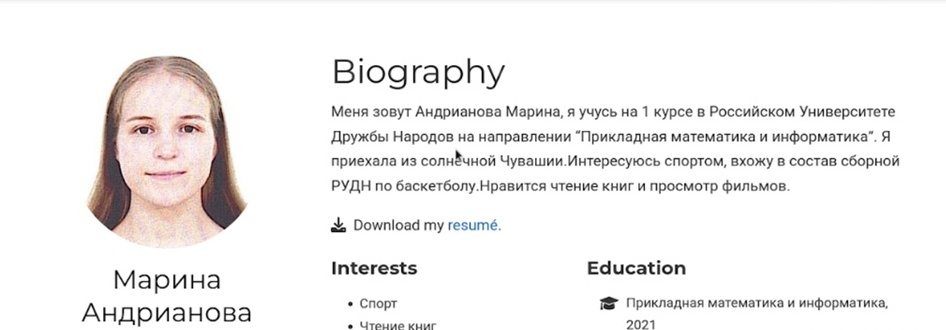 Biography
Меня зовут Андрианова Марина, я учусь на 1 курсе в Российском Университете
Дружбы Народов на направлении "Прикладная математика и информатика". Я
приехала из солнечной Чувашии.Интересуюсь спортом, вхожу в состав сборной
РУДН по баскетболу.Нравится чтение книг и просмотр фильмов.
Download my resumé.
Марина
Андрианова
Interests
• Спорт
• Чтение книг
Education
Прикладная математика и информатика,
2021